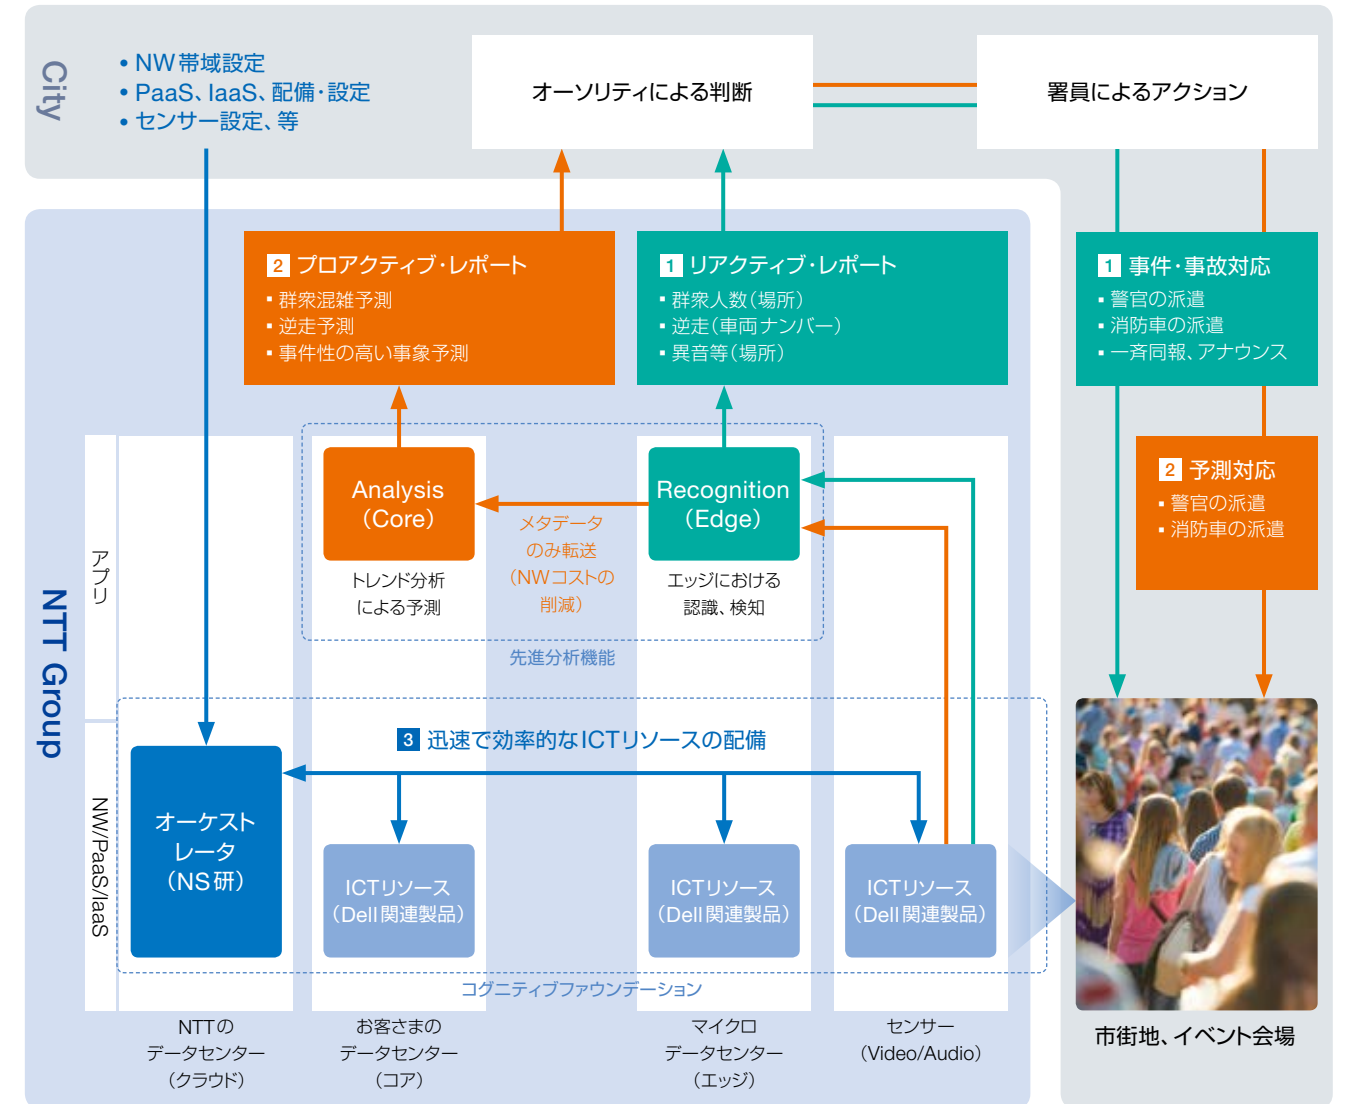 City
• NW帯域設定
• PaaS、IaaS、配備・設定
• センサー設定、等
オーソリティによる判断
署員によるアクション
2 プロアクティブ・レポート
▪ 群衆混雑予測
▪ 逆走予測
▪ 事件性の高い事象予測
1 リアクティブ・レポート
▪ 群衆人数（場所）
▪ 逆走（車両ナンバー）
▪ 異音等（場所）
1 事件・事故対応
▪ 警官の派遣
▪ 消防車の派遣
▪ 一斉同報、アナウンス
2 予測対応
▪ 警官の派遣
▪ 消防車の派遣
NTT Group
アプリ
NW/PaaS/IaaS
Analysis
（Core）
トレンド分析
による予測
メタデータ
のみ転送
（NWコストの
削減）
Recognition
（Edge）
エッジにおける
認識、検知
先進分析機能
3 迅速で効率的なICTリソースの配備
オーケスト
レータ
（NS研）
ICTリソース
（Dell関連製品）
ICTリソース
（Dell関連製品）
ICTリソース
（Dell関連製品）
コグニティブファウンデーション
NTTの
データセンター
（クラウド）
お客さまの
データセンター
（コア）
マイクロ
データセンター
（エッジ）
センサー
（Video/Audio）
市街地、イベント会場